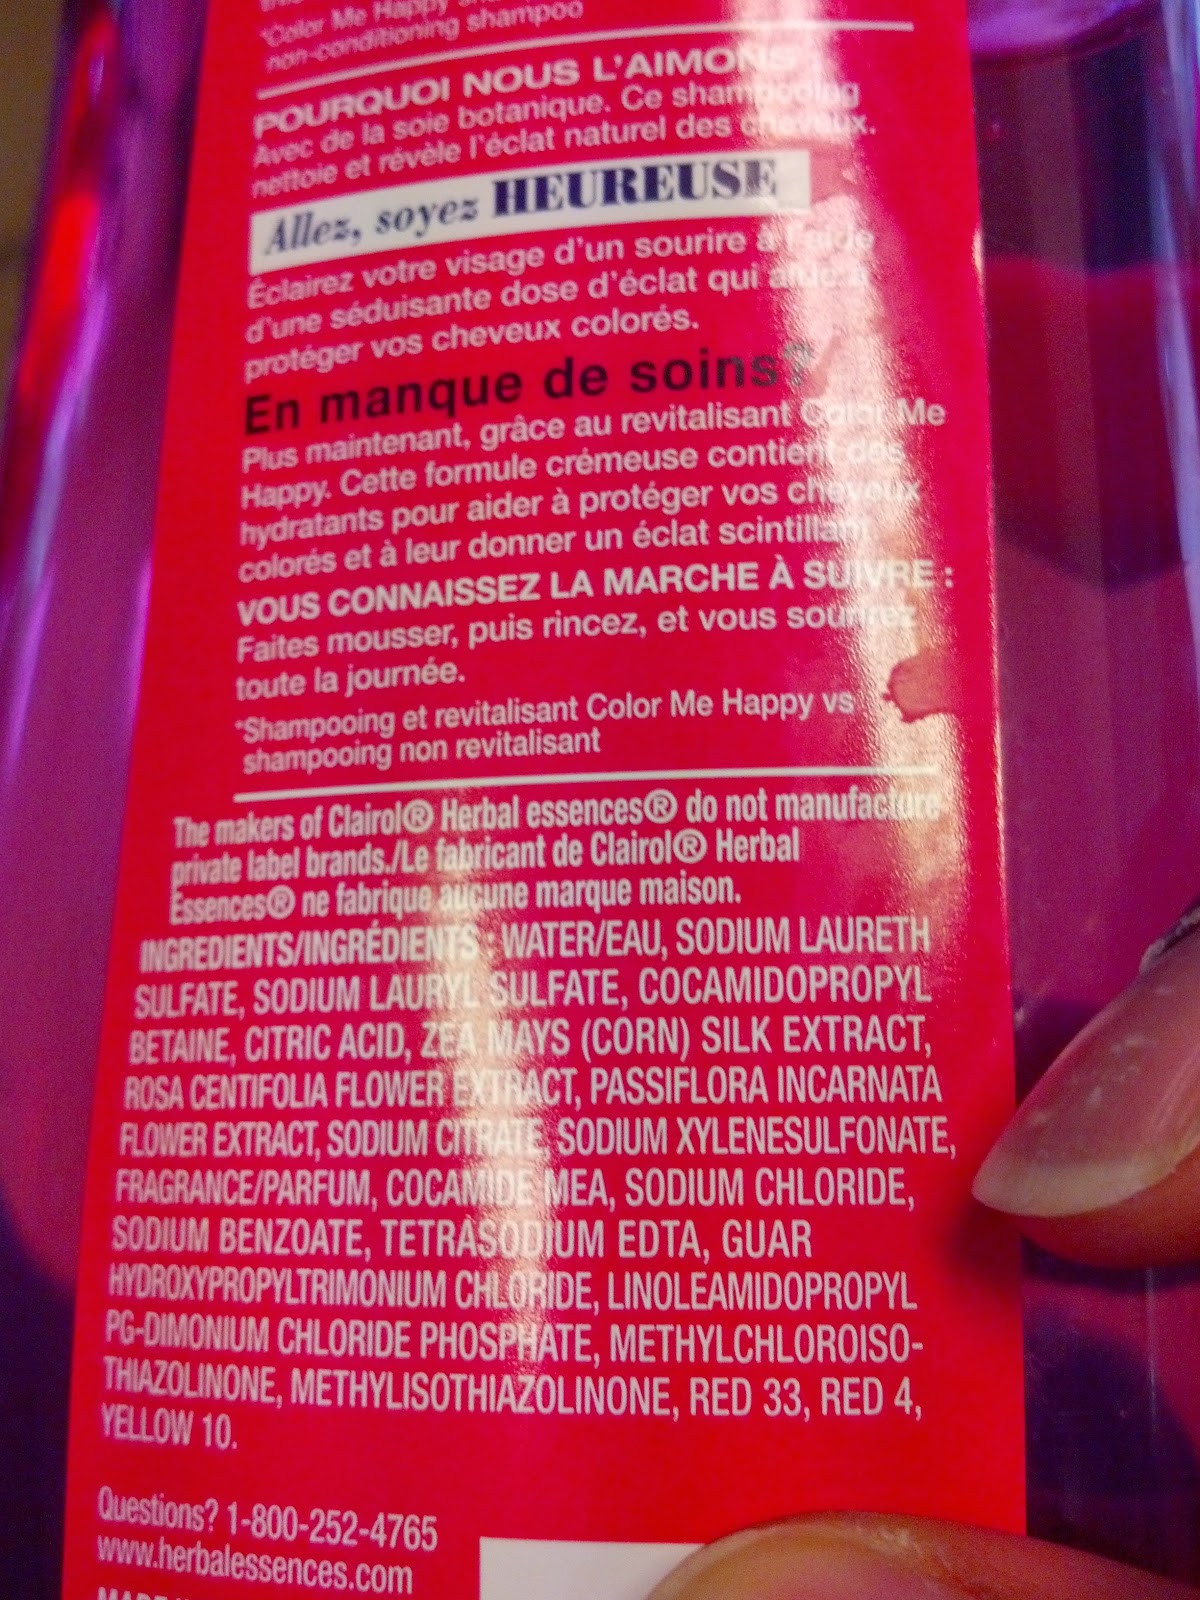 *Color Me Happy
non-conditioning shampoo
POURQUOI NOUS L'AIMONS
Avec de la soie botanique. Ce shampooing
nettoie et révèle l'éclat naturel des cheveux.
Allez, soyez HEUREUSE
Éclairez votre visage d'un sourire à l'aide
d'une séduisante dose d'éclat qui aide à
protéger vos cheveux colorés.
En manque de soins?
Plus maintenant, grâce au revitalisant Color Me
Happy. Cette formule crémeuse contient des
hydratants pour aider à protéger vos cheveux
colorés et à leur donner un éclat scintillant.
VOUS CONNAISSEZ LA MARCHE À SUIVRE :
Faites mousser, puis rincez, et vous sourirez
toute la journée.
*Shampooing et revitalisant Color Me Happy vs
shampooing non revitalisant
The makers of Clairol® Herbal essences® do not manufacture
private label brands./Le fabricant de Clairol® Herbal
Essences® ne fabrique aucune marque maison.
INGREDIENTS/INGRÉDIENTS : WATER/EAU, SODIUM LAURETH
SULFATE, SODIUM LAURYL SULFATE, COCAMIDOPROPYL
BETAINE, CITRIC ACID, ZEA MAYS (CORN) SILK EXTRACT,
ROSA CENTIFOLIA FLOWER EXTRACT, PASSIFLORA INCARNATA
FLOWER EXTRACT, SODIUM CITRATE, SODIUM XYLENESULFONATE,
FRAGRANCE/PARFUM, COCAMIDE MEA, SODIUM CHLORIDE,
SODIUM BENZOATE, TETRASODIUM EDTA, GUAR
HYDROXYPROPYLTRIMONIUM CHLORIDE, LINOLEAMIDOPROPYL
PG-DIMONIUM CHLORIDE PHOSPHATE, METHYLCHLOROISO-
THIAZOLINONE, METHYLISOTHIAZOLINONE, RED 33, RED 4,
YELLOW 10.
Questions? 1-800-252-4765
www.herbalessences.com